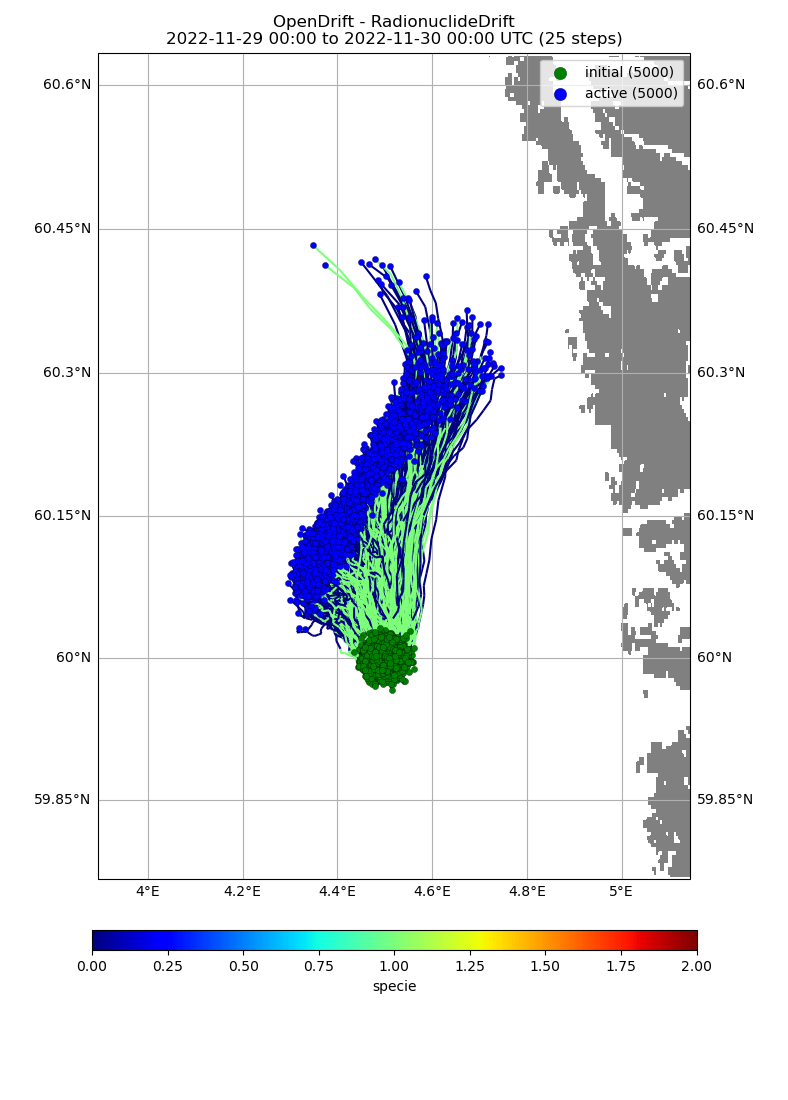 OpenDrift - RadionuclideDrift
2022-11-29 00:00 to 2022-11-30 00:00 UTC (25 steps)
initial (5000)
active (5000)
60.6°N 60.6°N
60.45°N 60.45°N
60.3°N 60.3°N
60.15°N 60.15°N
60°N 60°N
59.85°N 59.85°N
4°E 4.2°E 4.4°E 4.6°E 4.8°E 5°E
0.00 0.25 0.50 0.75 1.00 1.25 1.50 1.75 2.00
specie